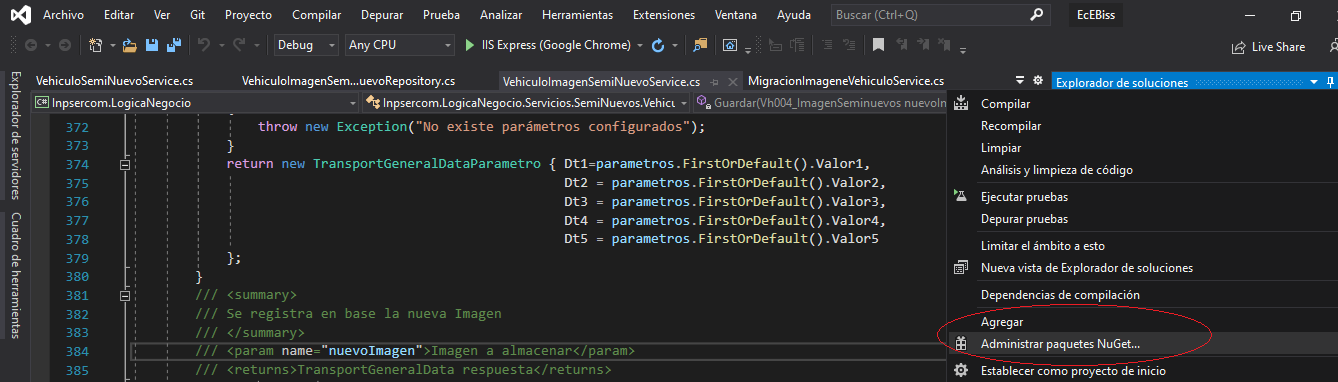 Archivo Editar Ver Git Proyecto Compilar Depurar Prueba Analizar Herramientas Extensiones Ventana Ayuda Buscar (Ctrl+Q) EcEBiss
Debug Any CPU IIS Express (Google Chrome) Live Share
Explorador de servidores
Cuadro de herramientas
VehiculoSemiNuevoService.cs VehiculoImagenSem...uevoRepository.cs VehiculoImagenSemiNuevoService.cs MigracionImageneVehiculoService.cs
C# Inpsercom.LogicaNegocio Inpsercom.LogicaNegocio.Servicios.SemiNuevos.Vehic Guardar(Vh004_ImagenSeminuevos nuevoIn
372 throw new Exception("No existe parámetros configurados");
373 }
374 return new TransportGeneralDataParametro { Dt1=parametros.FirstOrDefault().Valor1,
375 Dt2 = parametros.FirstOrDefault().Valor2,
376 Dt3 = parametros.FirstOrDefault().Valor3,
377 Dt4 = parametros.FirstOrDefault().Valor4,
378 Dt5 = parametros.FirstOrDefault().Valor5
379 };
380 }
381 /// <summary>
382 /// Se registra en base la nueva Imagen
383 /// </summary>
384 /// <param name="nuevoImagen">Imagen a almacenar</param>
385 /// <returns>TransportGeneralData respuesta</returns>
Explorador de soluciones
Compilar
Recompilar
Limpiar
Análisis y limpieza de código
Ejecutar pruebas
Depurar pruebas
Limitar el ámbito a esto
Nueva vista de Explorador de soluciones
Dependencias de compilación
Agregar
Administrar paquetes NuGet...
Establecer como proyecto de inicio